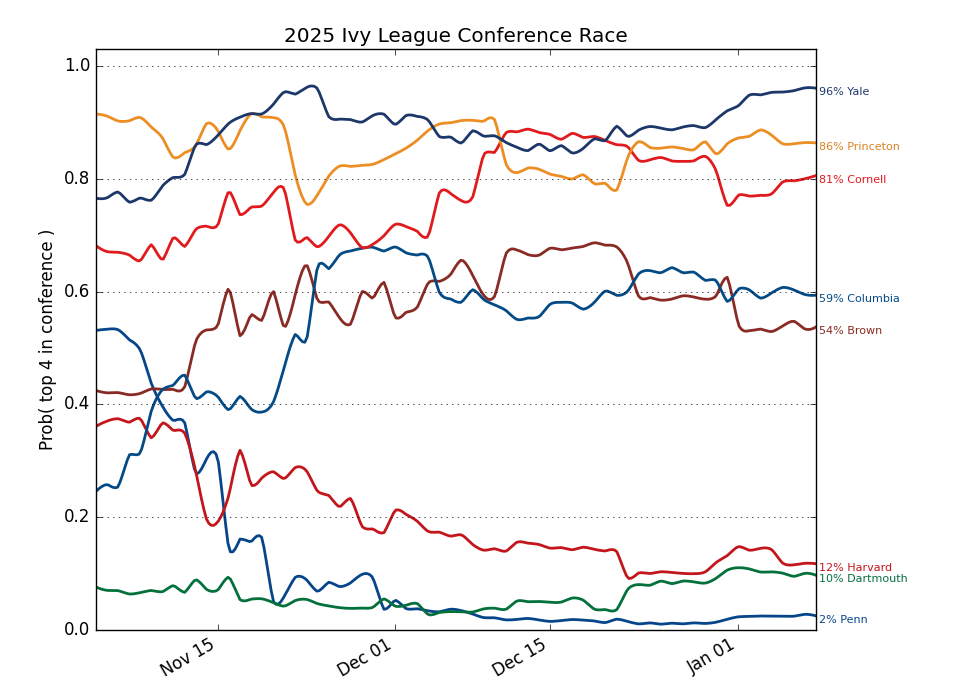 2025 Ivy League Conference Race
Prob( top 4 in conference )
1.0
0.8
0.6
0.4
0.2
0.0
Nov 15
Dec 01
Dec 15
Jan 01
96% Yale
86% Princeton
81% Cornell
59% Columbia
54% Brown
12% Harvard
10% Dartmouth
2% Penn